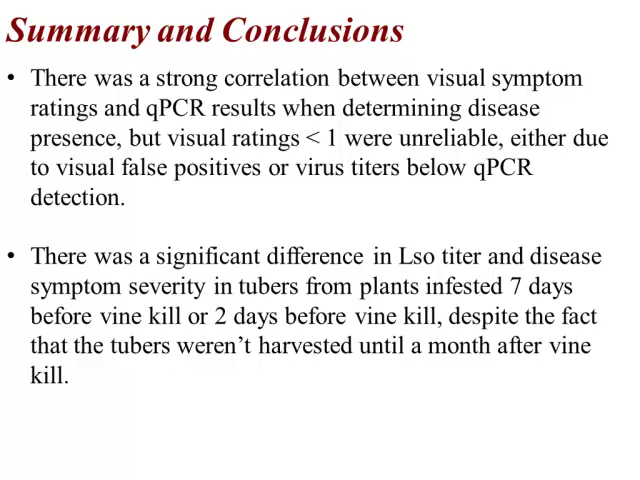 Summary and Conclusions
• There was a strong correlation between visual symptom
ratings and qPCR results when determining disease
presence, but visual ratings < 1 were unreliable, either due
to visual false positives or virus titers below qPCR
detection.
• There was a significant difference in Lso titer and disease
symptom severity in tubers from plants infested 7 days
before vine kill or 2 days before vine kill, despite the fact
that the tubers weren’t harvested until a month after vine
kill.